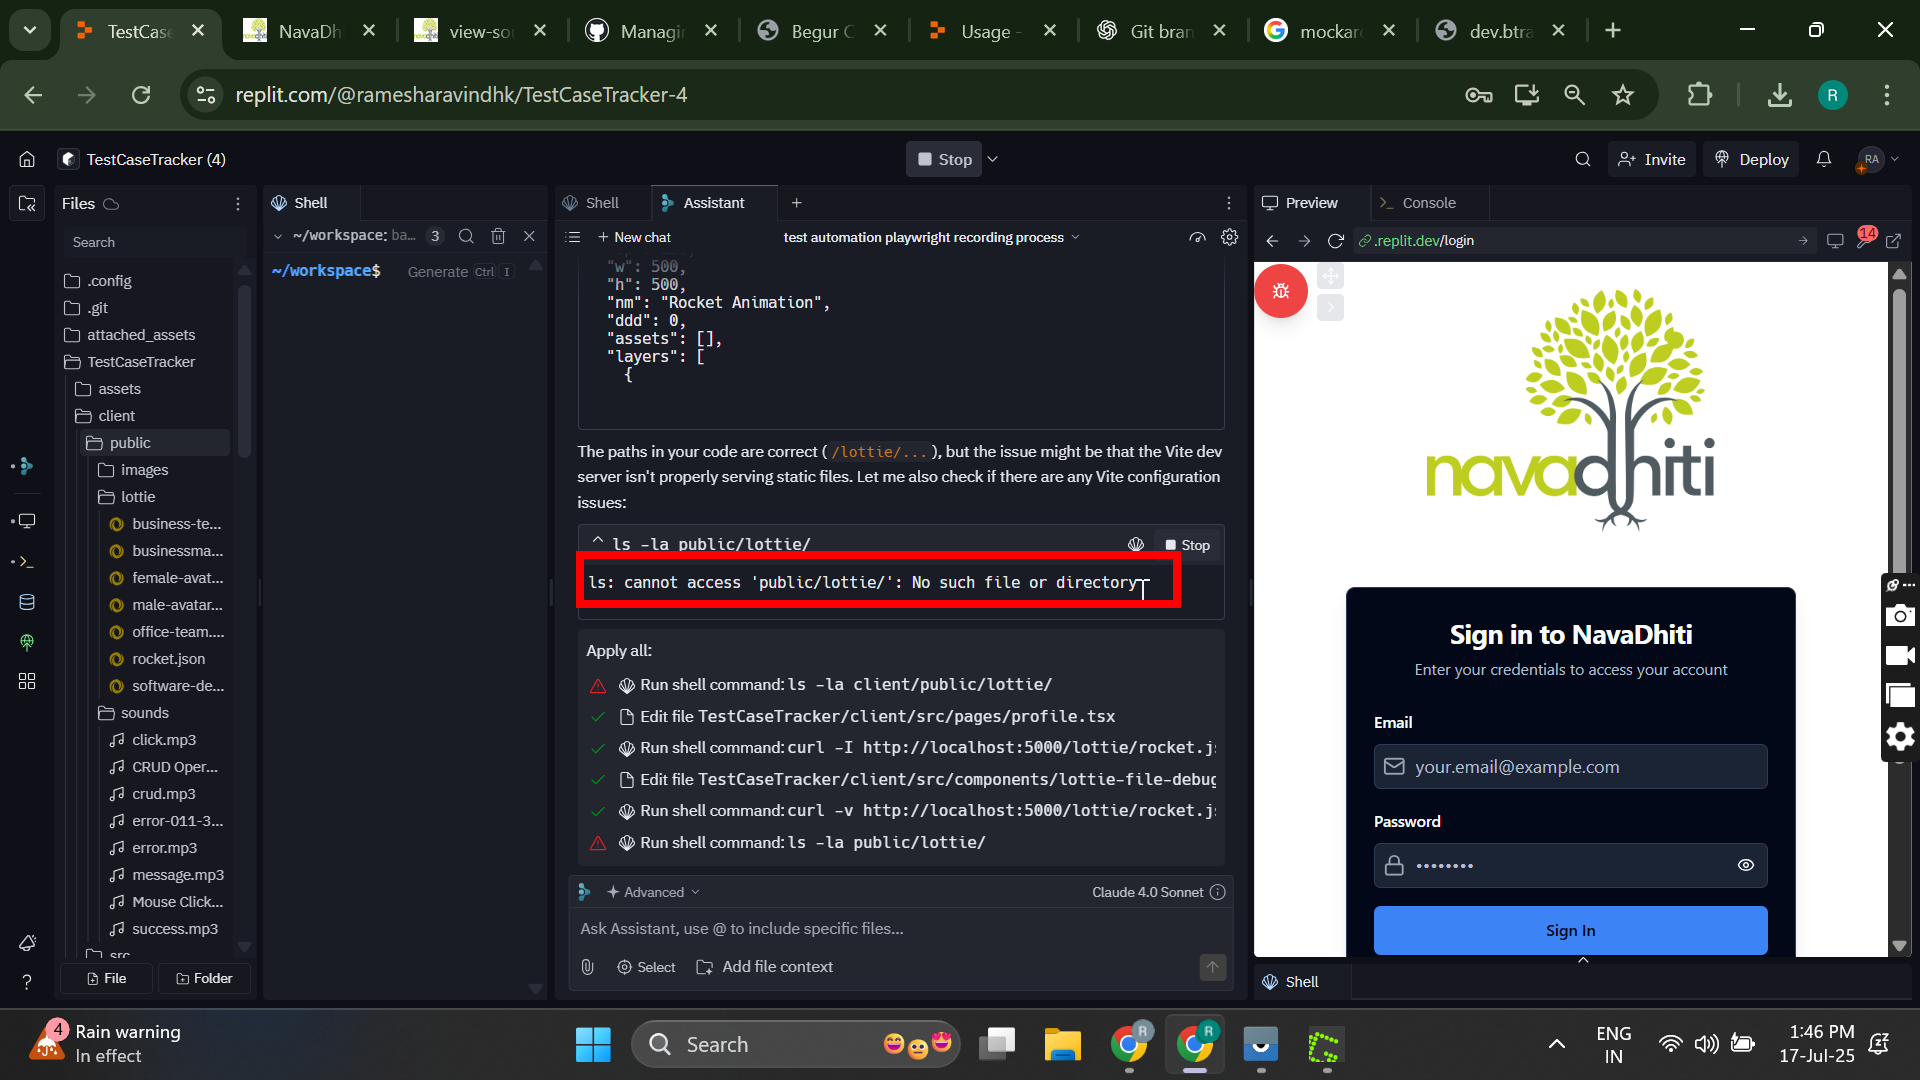 TestCase
NavaDh
view-sou
Managin
Begur C
Usage -
Git bran
mockar
dev.btra
replit.com/@ramesharavindhk/TestCaseTracker-4
R
TestCaseTracker (4)
Stop
Invite
Deploy
RA
Files
Search
.config
.git
attached_assets
TestCaseTracker
assets
client
public
images
lottie
business-te...
businessma...
female-avat...
male-avatar...
office-team....
rocket.json
software-de...
sounds
click.mp3
CRUD Oper...
crud.mp3
error-011-3...
error.mp3
message.mp3
Mouse Click...
success.mp3
src
File
Folder
Shell
~/workspace: ba... 3
~/workspace$ Generate Ctrl I
Shell
Assistant
New chat
test automation playwright recording process
"w": 500,
"h": 500,
"nm": "Rocket Animation",
"ddd": 0,
"assets": [],
"layers": [
{
The paths in your code are correct ( /lottie/... ), but the issue might be that the Vite dev
server isn't properly serving static files. Let me also check if there are any Vite configuration
issues:
ls -la public/lottie/
Stop
ls: cannot access 'public/lottie/': No such file or directory
Apply all:
Run shell command: ls -la client/public/lottie/
Edit file TestCaseTracker/client/src/pages/profile.tsx
Run shell command: curl -I http://localhost:5000/lottie/rocket.js
Edit file TestCaseTracker/client/src/components/lottie-file-debug
Run shell command: curl -v http://localhost:5000/lottie/rocket.js
Run shell command: ls -la public/lottie/
Advanced
Claude 4.0 Sonnet
Ask Assistant, use @ to include specific files...
Select
Add file context
Preview
Console
.replit.dev/login
14
navadhiti
Sign in to NavaDhiti
Enter your credentials to access your account
Email
your.email@example.com
Password
••••••••
Sign In
Shell
4
Rain warning
In effect
Search
R
R
ENG
IN
1:46 PM
17-Jul-25